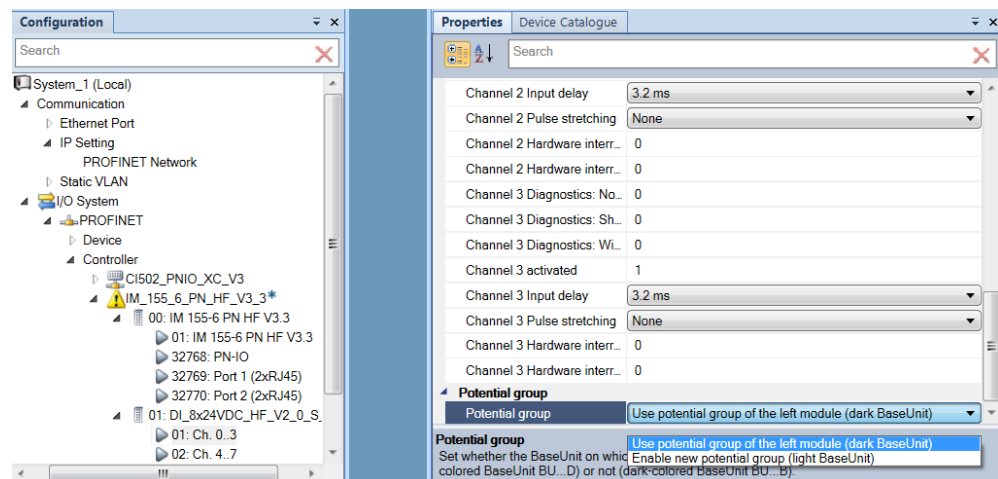 Configuration
Search
System_1 (Local)
Communication
Ethernet Port
IP Setting
PROFINET Network
Static VLAN
I/O System
PROFINET
Device
Controller
CI502_PNIO_XC_V3
IM_155_6_PN_HF_V3_3*
00: IM 155-6 PN HF V3.3
01: IM 155-6 PN HF V3.3
32768: PN-IO
32769: Port 1 (2xRJ45)
32770: Port 2 (2xRJ45)
01: DI_8x24VDC_HF_V2_0_S_
01: Ch. 0..3
02: Ch. 4..7
Properties Device Catalogue
Search
Channel 2 Input delay 3.2 ms
Channel 2 Pulse stretching None
Channel 2 Hardware interr... 0
Channel 2 Hardware interr... 0
Channel 3 Diagnostics: No... 0
Channel 3 Diagnostics: Sh... 0
Channel 3 Diagnostics: Wi... 0
Channel 3 activated 1
Channel 3 Input delay 3.2 ms
Channel 3 Pulse stretching None
Channel 3 Hardware interr... 0
Channel 3 Hardware interr... 0
Potential group
Potential group Use potential group of the left module (dark BaseUnit)
Use potential group of the left module (dark BaseUnit)
Enable new potential group (light BaseUnit)
Potential group
Set whether the BaseUnit on whic
colored BaseUnit BU...D) or not (dark-colored BaseUnit BU...B).